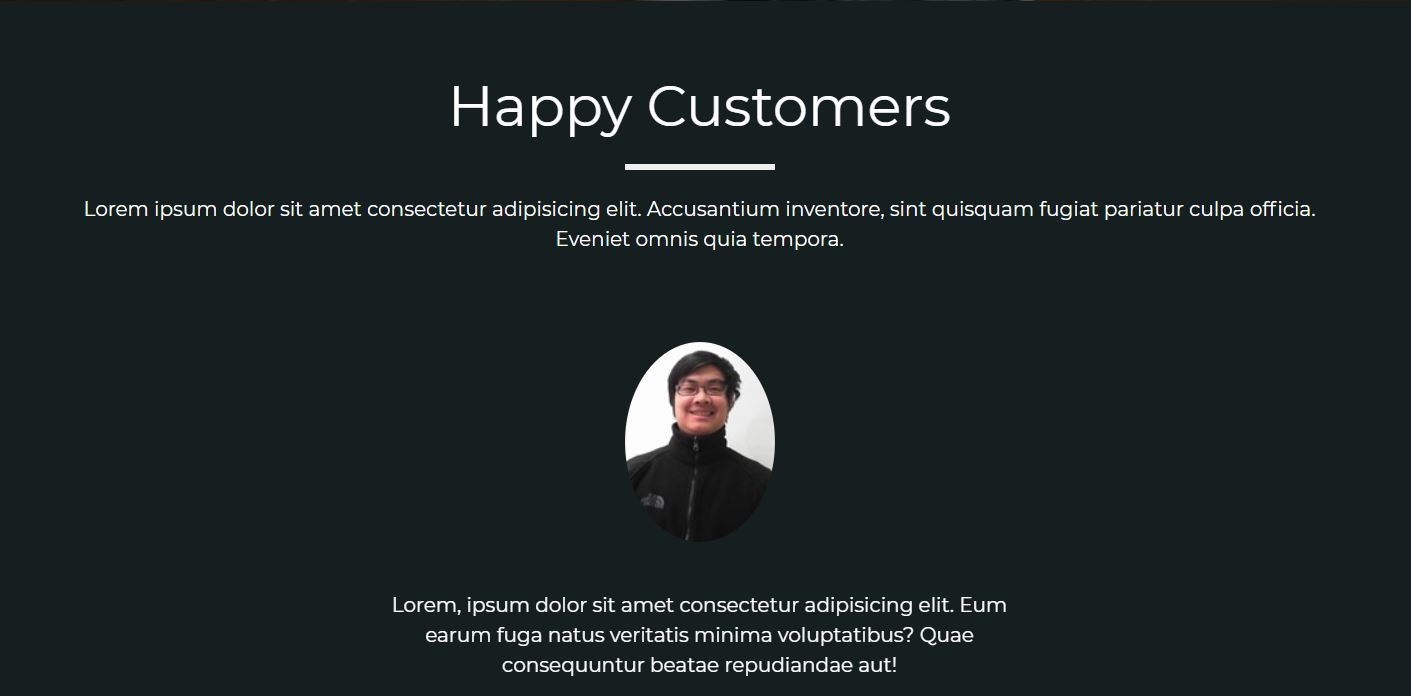 Happy Customers
Lorem ipsum dolor sit amet consectetur adipisicing elit. Accusantium inventore, sint quisquam fugiat pariatur culpa officia.
Eveniet omnis quia tempora.
Lorem, ipsum dolor sit amet consectetur adipisicing elit. Eum
earum fuga natus veritatis minima voluptatibus? Quae
consequuntur beatae repudiandae aut!